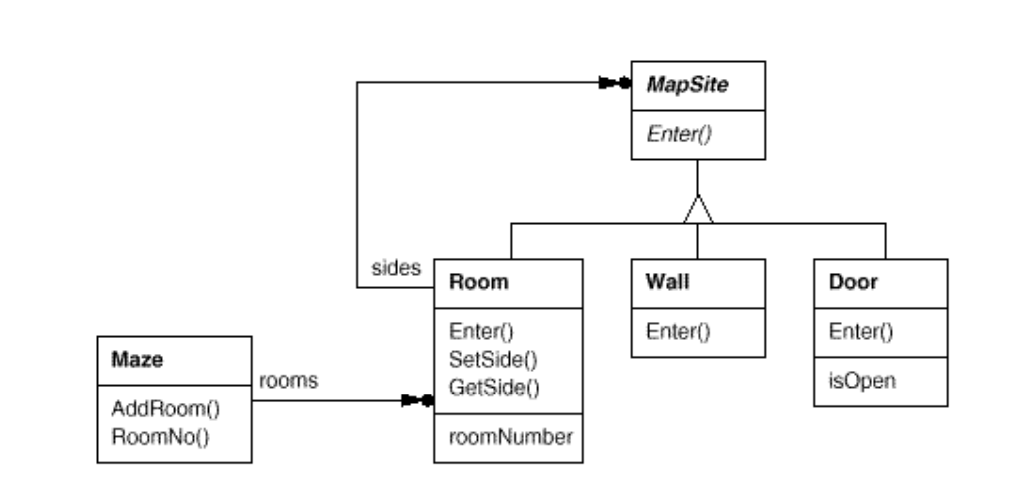 MapSite
Enter()
sides
Room
Enter()
SetSide()
GetSide()
roomNumber
Wall
Enter()
Door
Enter()
isOpen
Maze
AddRoom()
RoomNo()
rooms